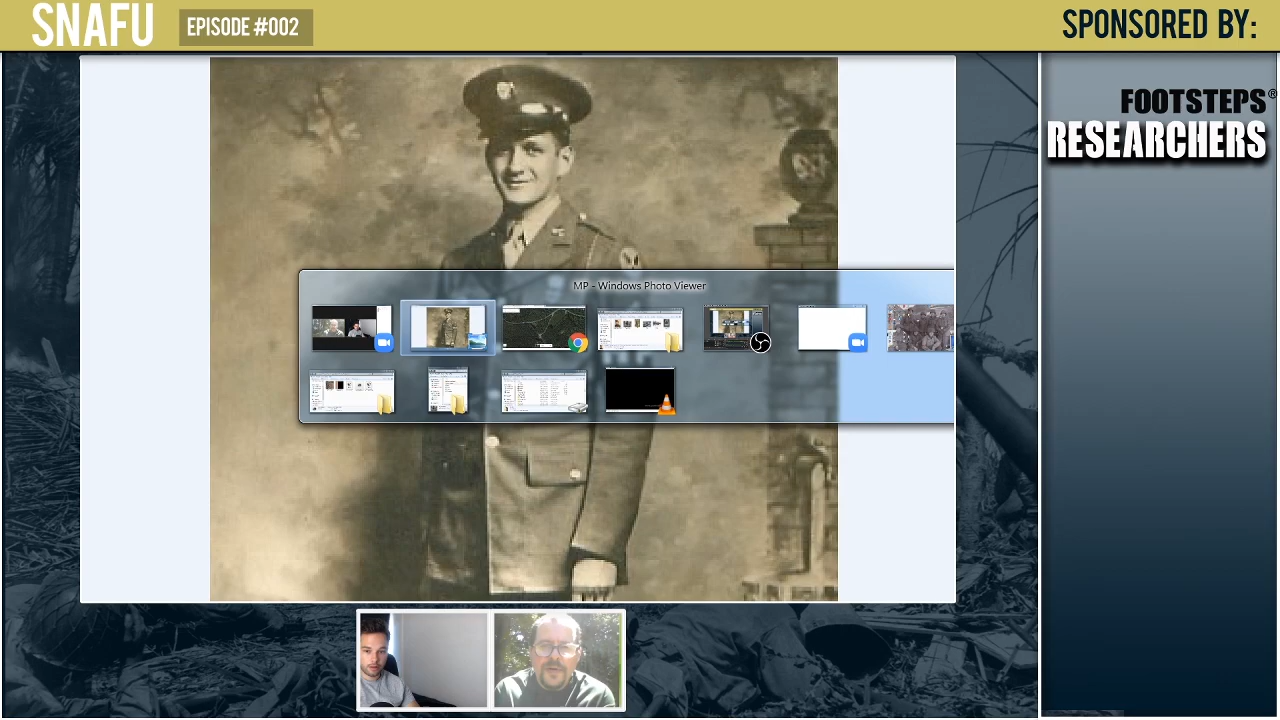 SNAFU
EPISODE #002
SPONSORED BY:
FOOTSTEPS®
RESEARCHERS
MP - Windows Photo Viewer